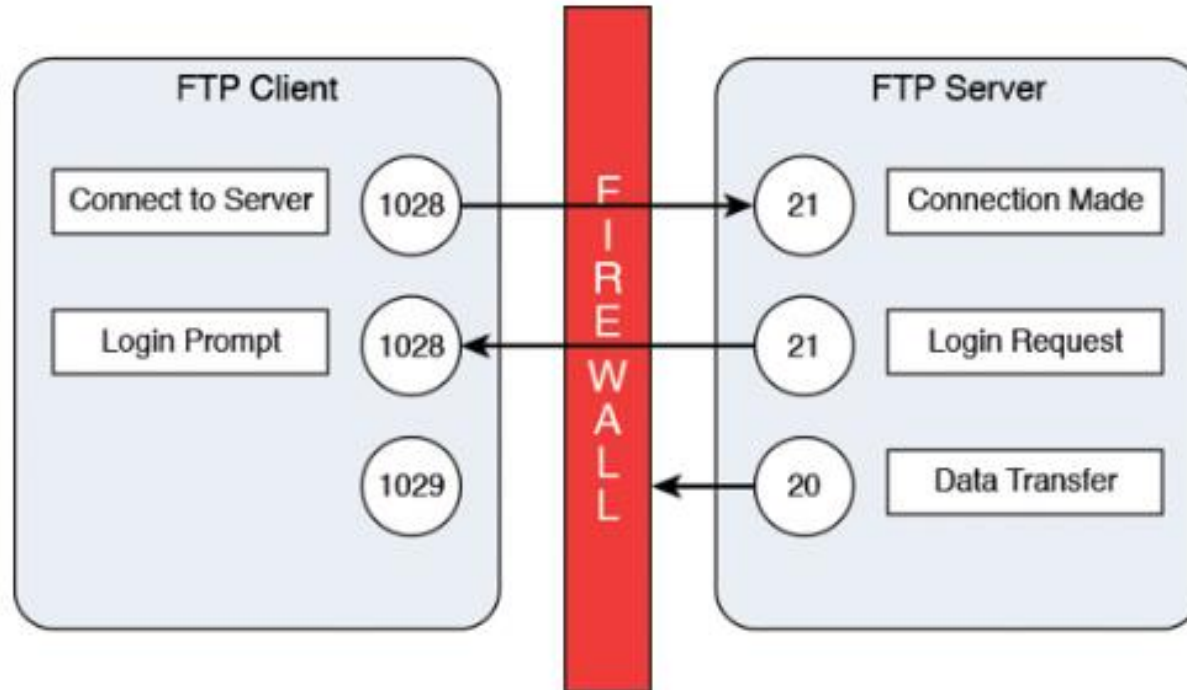 FTP Client
FTP Server
Connect to Server
1028
21
Connection Made
Login Prompt
1028
21
Login Request
1029
20
Data Transfer
FIREWALL